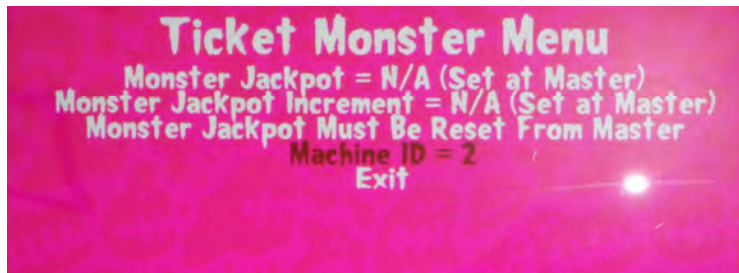 Ticket Monster Menu
Monster Jackpot = N/A (Set at Master)
Monster Jackpot Increment = N/A (Set at Master)
Monster Jackpot Must Be Reset From Master
Machine ID = 2
Exit